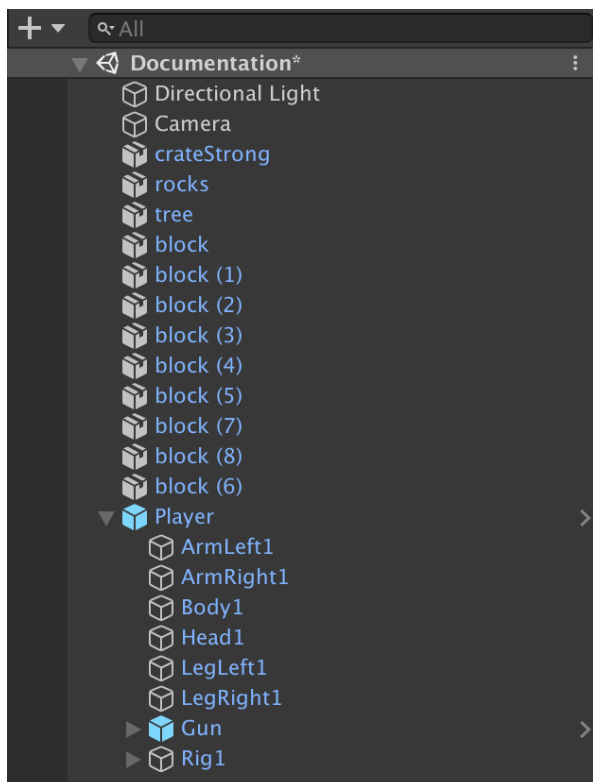 All
Documentation*
Directional Light
Camera
crateStrong
rocks
tree
block
block (1)
block (2)
block (3)
block (4)
block (5)
block (7)
block (8)
block (6)
Player
ArmLeft1
ArmRight1
Body1
Head1
LegLeft1
LegRight1
Gun
Rig1